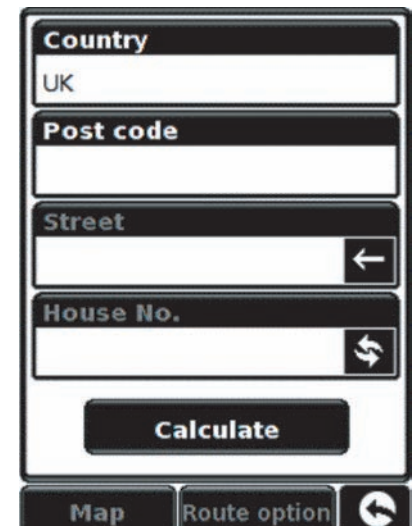 Country
UK
Post code
Street
House No.
Calculate
Map Route option